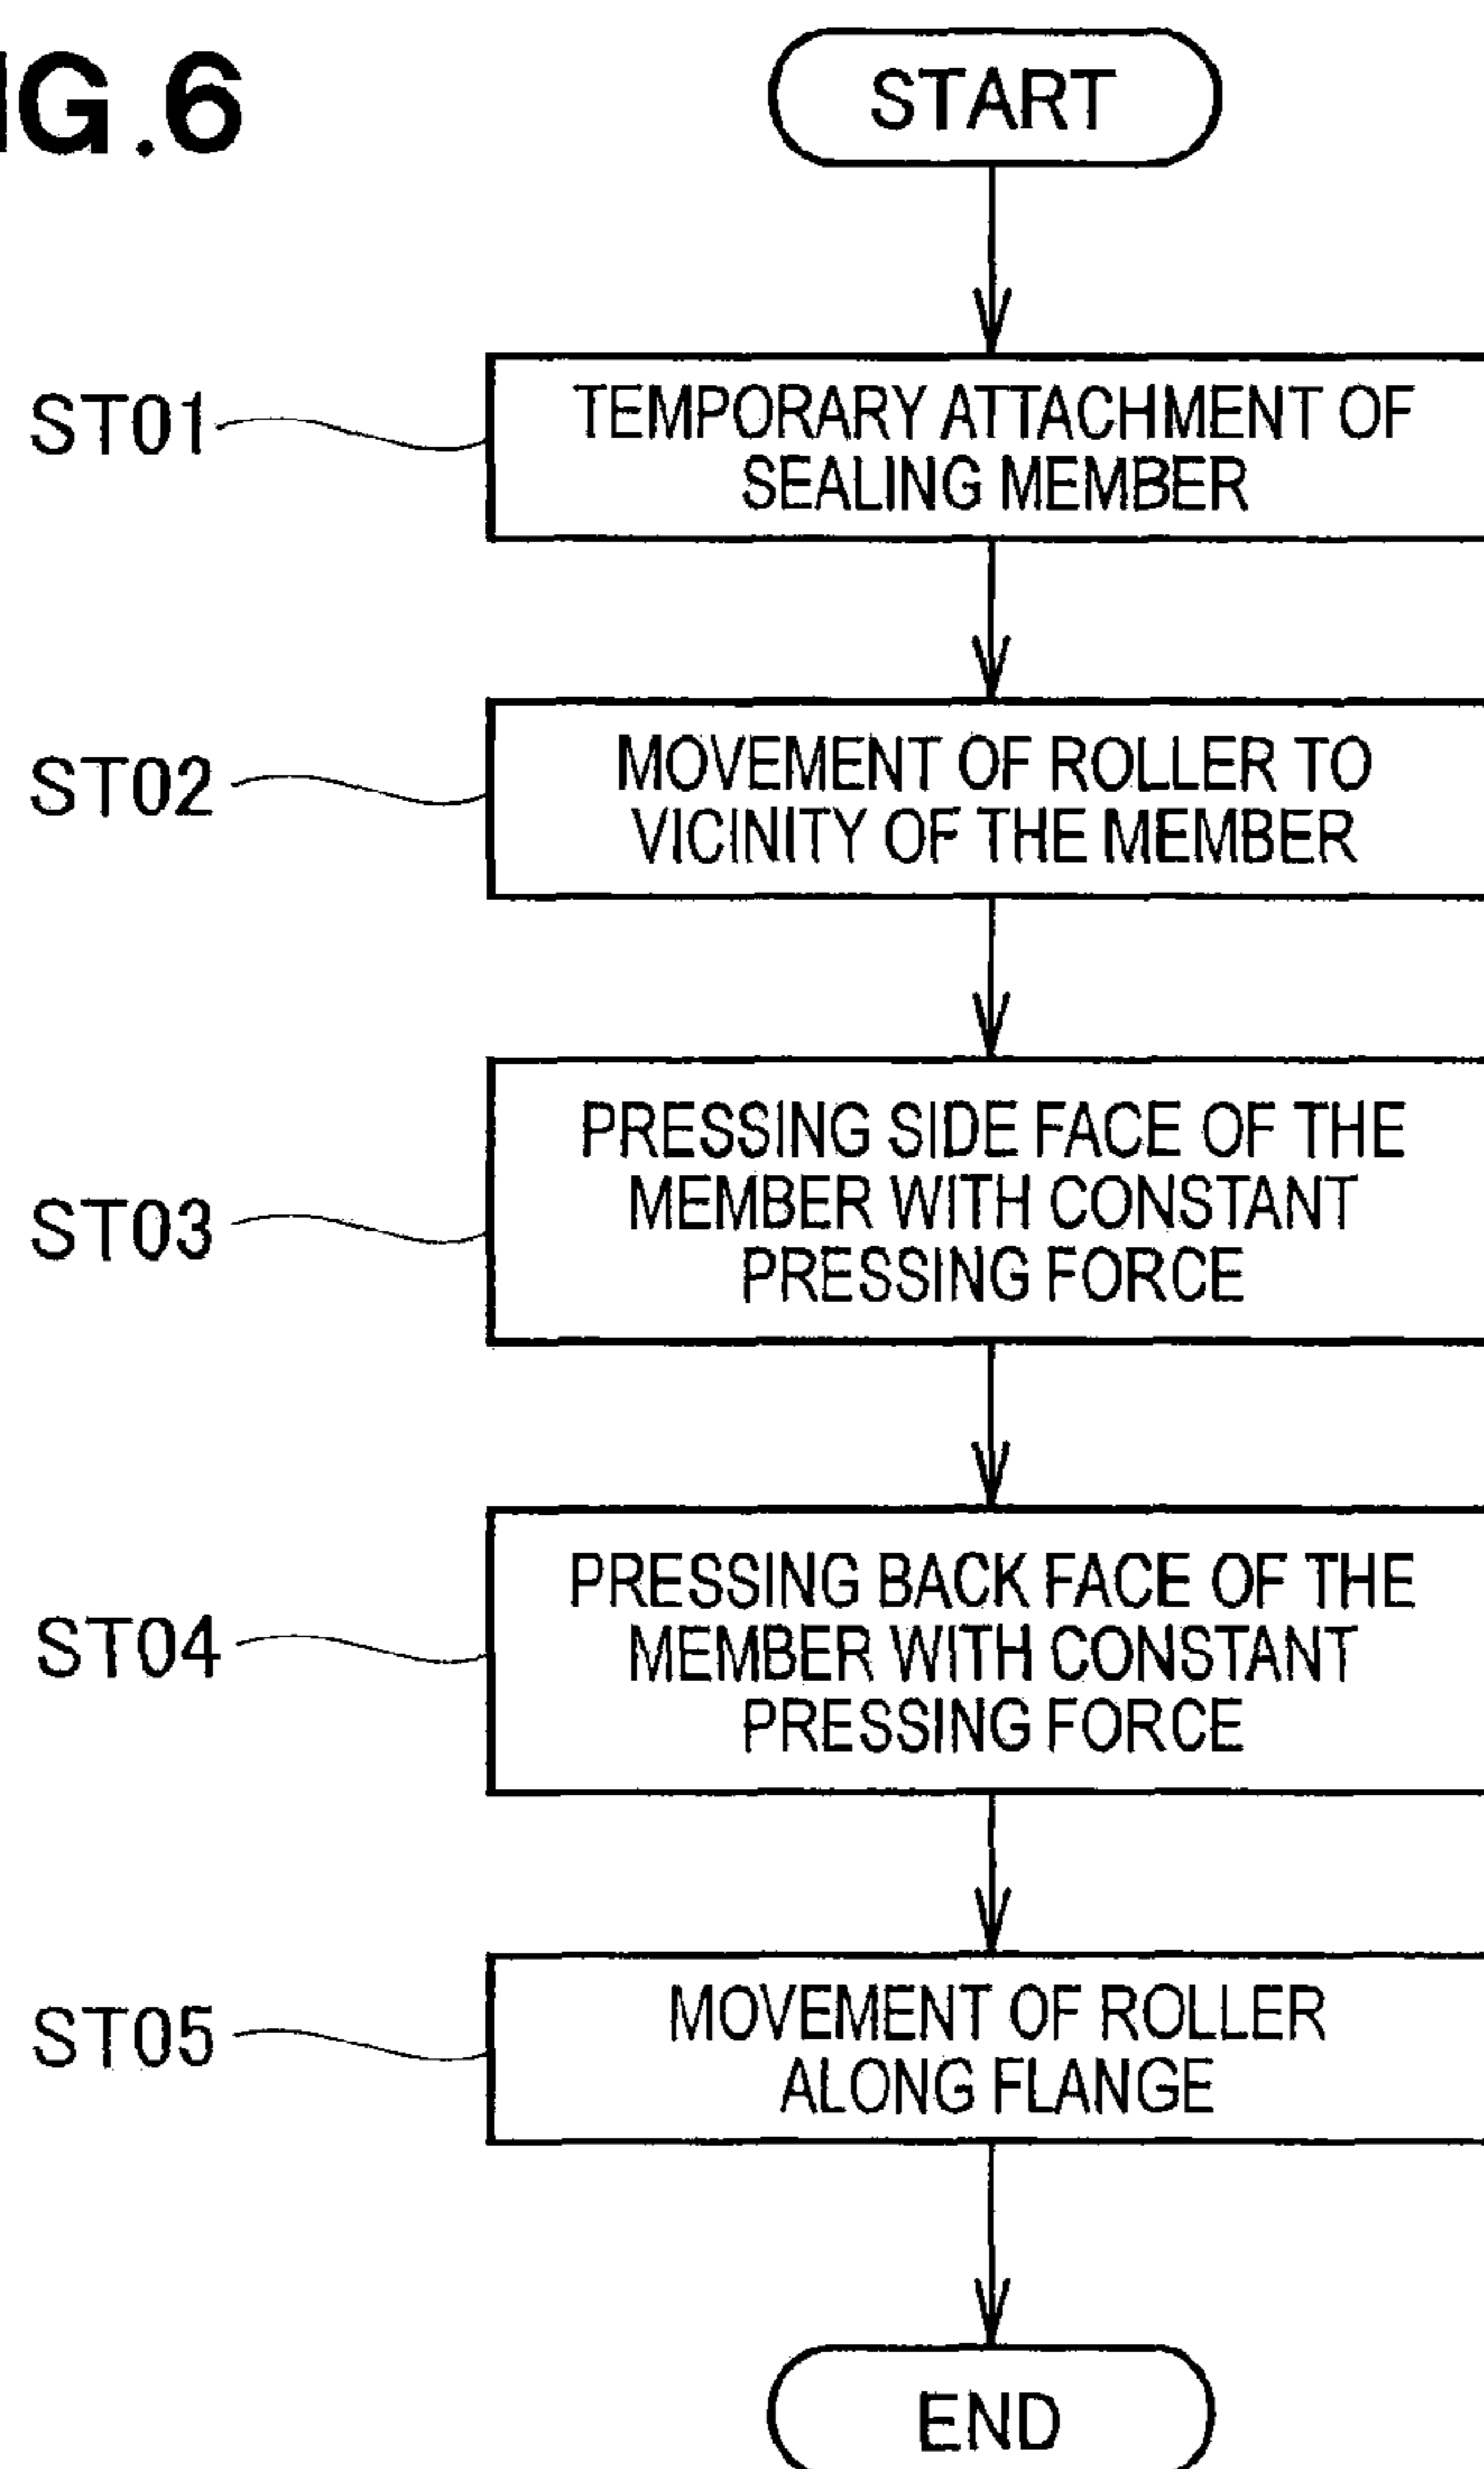 IG.6
START
ST01
TEMPORARY ATTACHMENT OF
SEALING MEMBER
ST02
MOVEMENT OF ROLLER TO
VICINITY OF THE MEMBER
ST03
PRESSING SIDE FACE OF THE
MEMBER WITH CONSTANT
PRESSING FORCE
ST04
PRESSING BACK FACE OF THE
MEMBER WITH CONSTANT
PRESSING FORCE
ST05
MOVEMENT OF ROLLER
ALONG FLANGE
END